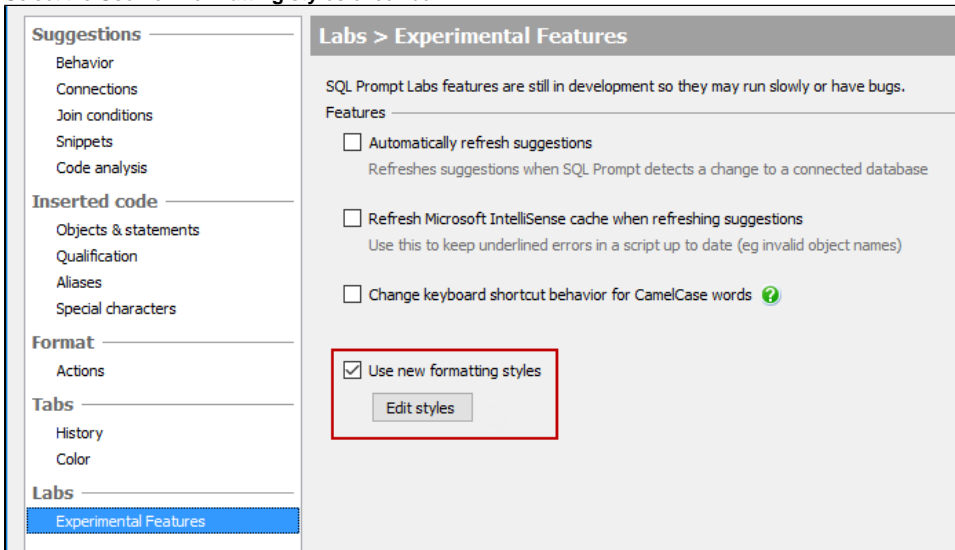 Suggestions
Behavior
Connections
Join conditions
Snippets
Code analysis
Inserted code
Objects & statements
Qualification
Aliases
Special characters
Format
Actions
Tabs
History
Color
Labs
Experimental Features
Labs > Experimental Features
SQL Prompt Labs features are still in development so they may run slowly or have bugs.
Features
Automatically refresh suggestions
Refreshes suggestions when SQL Prompt detects a change to a connected database
Refresh Microsoft IntelliSense cache when refreshing suggestions
Use this to keep underlined errors in a script up to date (eg invalid object names)
Change keyboard shortcut behavior for CamelCase words
Use new formatting styles
Edit styles